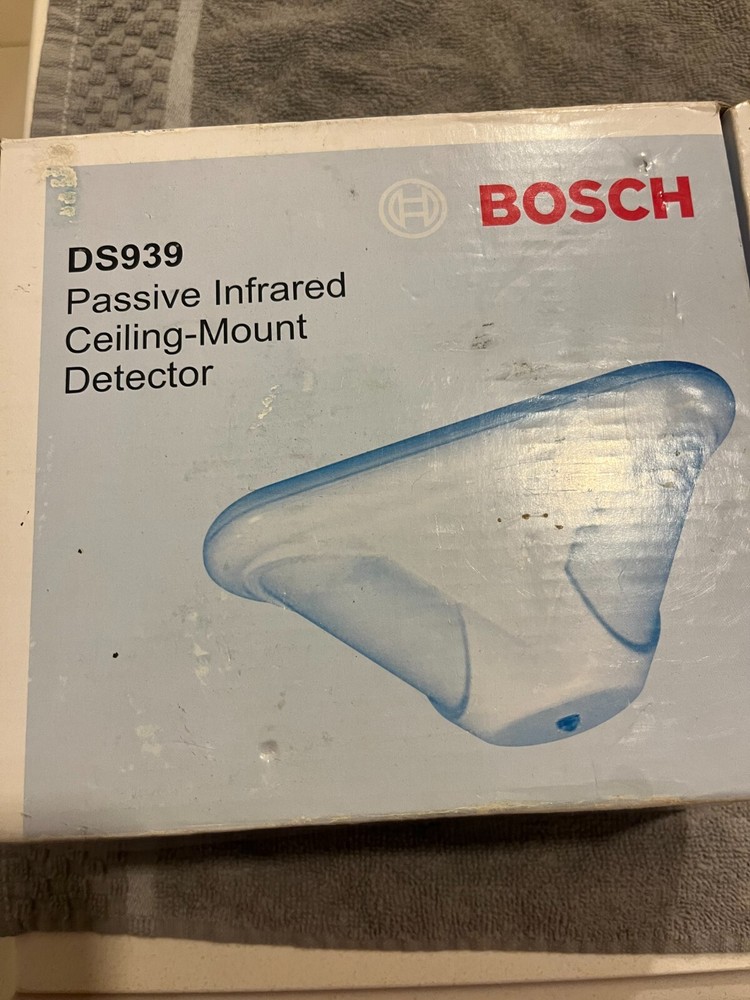 BOSCH
DS939
Passive Infrared
Ceiling-Mount
Detector